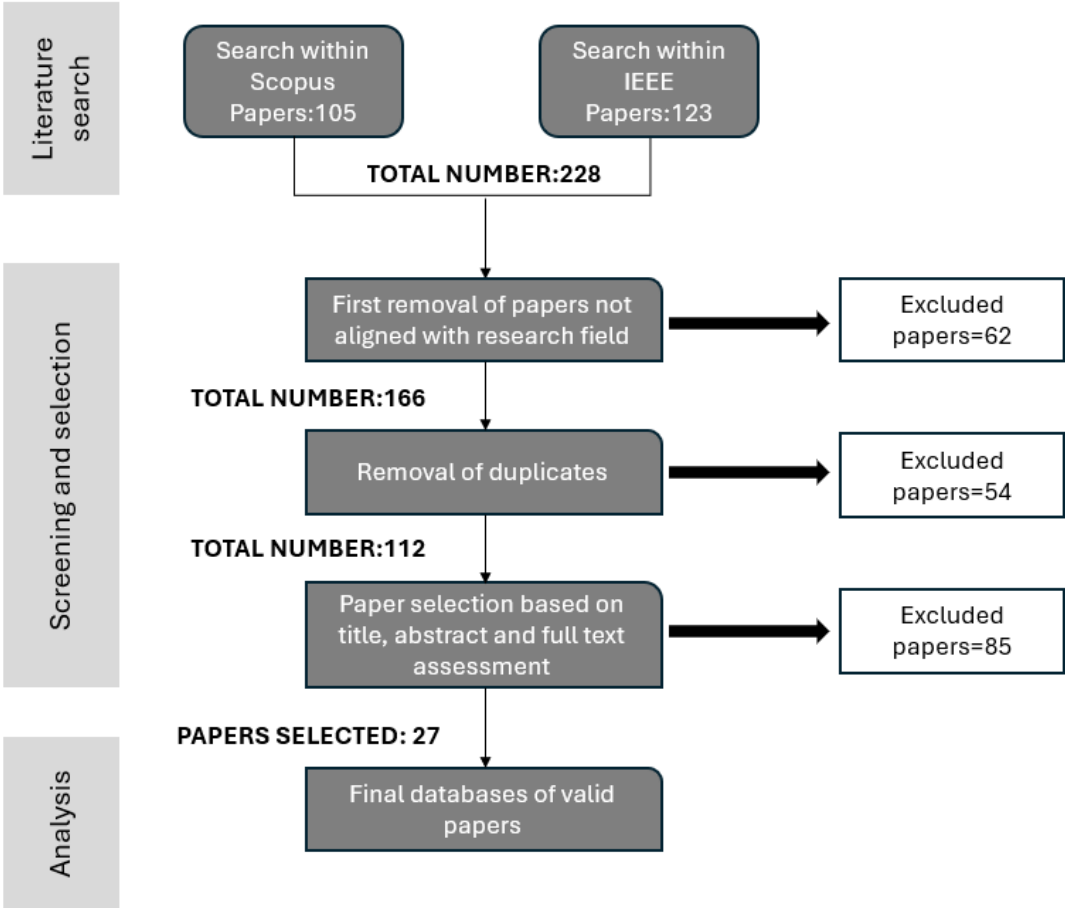 Literature
search
Search within
Scopus
Papers:105
Search within
IEEE
Papers:123
TOTAL NUMBER:228
Screening and selection
First removal of papers not
aligned with research field
Excluded
papers=62
TOTAL NUMBER:166
Removal of duplicates
Excluded
papers=54
TOTAL NUMBER:112
Paper selection based on
title, abstract and full text
assessment
Excluded
papers=85
PAPERS SELECTED: 27
Analysis
Final databases of valid
papers